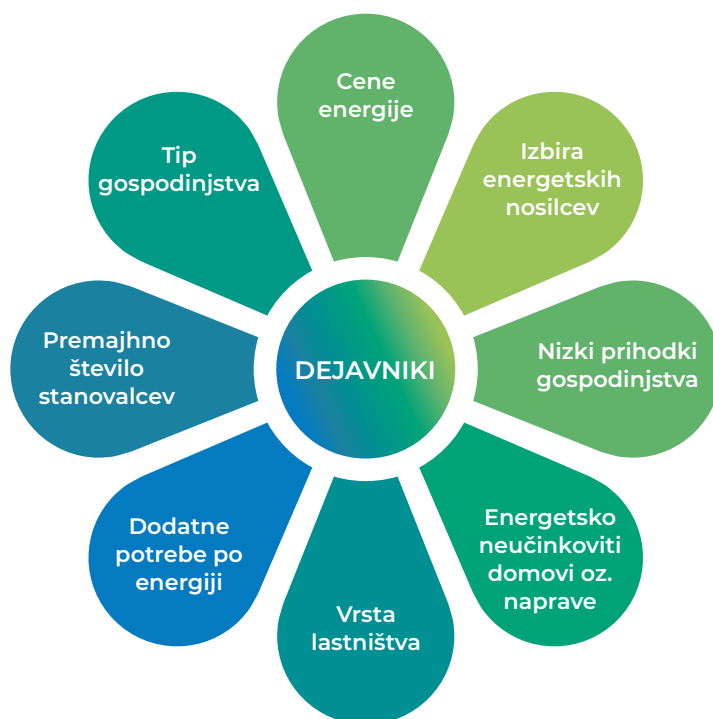 Cene
energije
Izbira
energetskih
nosilcev
Nizki prihodki
gospodinjstva
Energetsko
neučinkoviti
domovi oz.
naprave
Vrsta
lastništva
Dodatne
potrebe po
energiji
Premajhno
število
stanovalcev
Tip
gospodinjstva
DEJAVNIKI